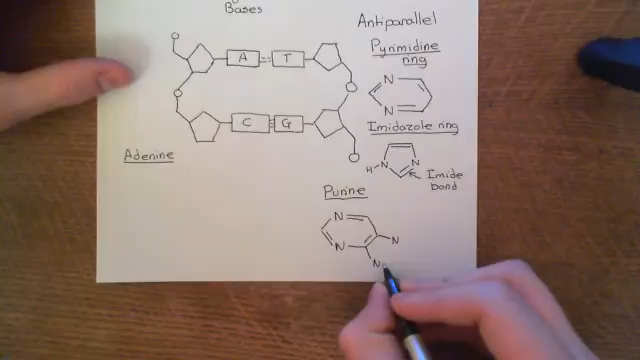 Bases
Antiparallel
Pyrimidine
ring
A
T
N
N
C
G
Imidazole ring
Adenine
H
N
N
Imide
bond
Purine
N
N
N
N